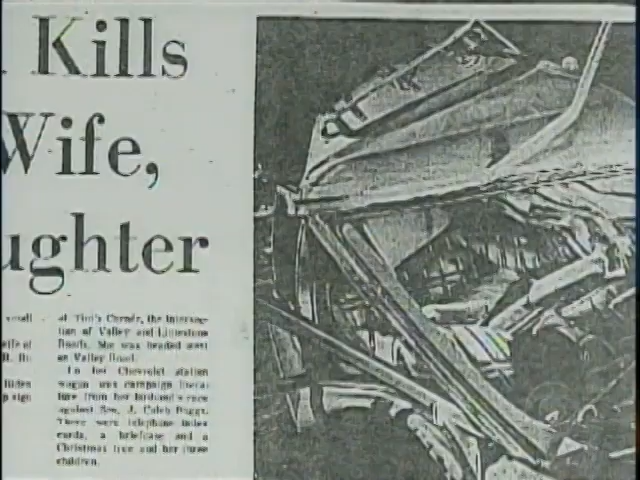 Kills
Wife,
ughter
at Tim's Corner, the intersec-
tion of Valley and Limestone
Roads. She was headed west
on Valley Road.
In her Chevrolet station
wagon was campaign litera-
ture from her husband's race
against Sen. J. Caleb Boggs.
There were telephone index
cards, a briefcase and a
Christmas tree and her three
children.